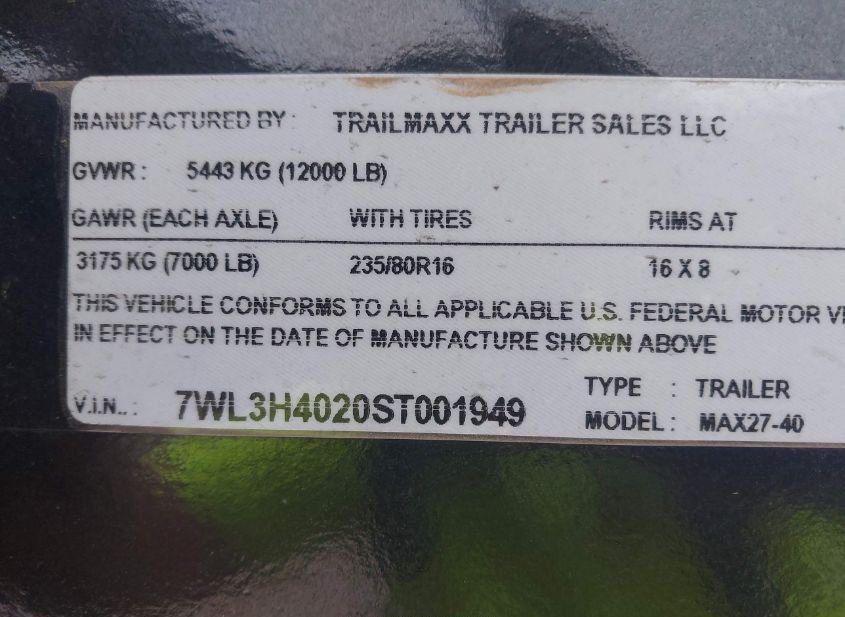 MANUFACTURED BY: TRAILMAXX TRAILER SALES LLC
GVWR: 5443 KG (12000 LB)
GAWR (EACH AXLE) WITH TIRES RIMS AT
3175 KG (7000 LB) 235/80R16 16 X 8
THIS VEHICLE CONFORMS TO ALL APPLICABLE U.S. FEDERAL MOTOR
IN EFFECT ON THE DATE OF MANUFACTURE SHOWN ABOVE
V.I.N..: 7WL3H4020ST001949
TYPE : TRAILER
MODEL: MAX27-40